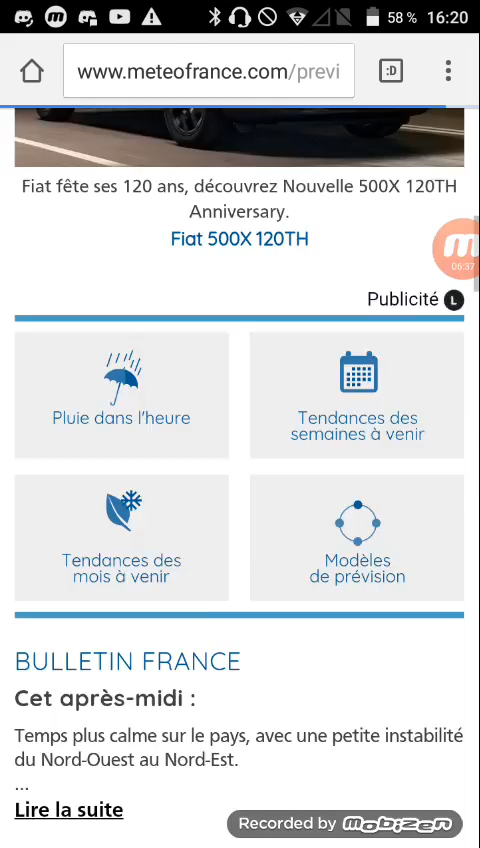 58 % 16:20
www.meteofrance.com/previ
:D
Fiat fête ses 120 ans, découvrez Nouvelle 500X 120TH
Anniversary.
Fiat 500X 120TH
06:37
Publicité L
Pluie dans l'heure
Tendances des
semaines à venir
Tendances des
mois à venir
Modèles
de prévision
BULLETIN FRANCE
Cet après-midi :
Temps plus calme sur le pays, avec une petite instabilité
du Nord-Ouest au Nord-Est.
...
Lire la suite
Recorded by mobizen